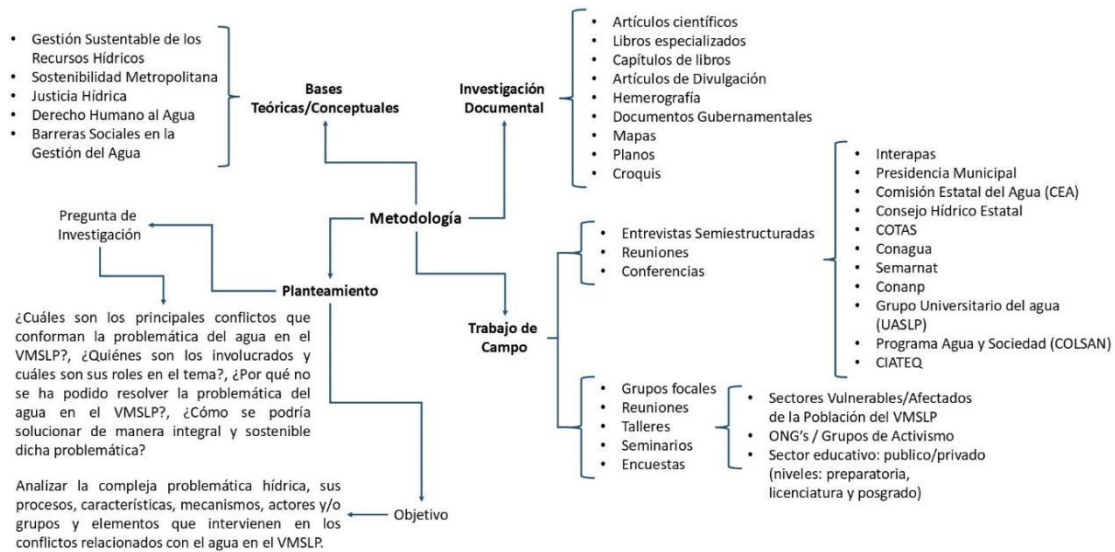 • Gestión Sustentable de los
Recursos Hídricos
• Sostenibilidad Metropolitana
• Justicia Hídrica
• Derecho Humano al Agua
• Barreras Sociales en la
Gestión del Agua
Bases
Teóricas/Conceptuales
Investigación
Documental
• Artículos científicos
• Libros especializados
• Capítulos de libros
• Artículos de Divulgación
• Hemerografía
• Documentos Gubernamentales
• Mapas
• Planos
• Croquis
Metodología
Pregunta de
Investigación
Planteamiento
¿Cuáles son los principales conflictos que
conforman la problemática del agua en el
VMSLP?, ¿Quiénes son los involucrados y
cuáles son sus roles en el tema?, ¿Por qué no
se ha podido resolver la problemática del
agua en el VMSLP?, ¿Cómo se podría
solucionar de manera integral y sostenible
dicha problemática?
Objetivo
Analizar la compleja problemática hídrica, sus
procesos, características, mecanismos, actores y/o
grupos y elementos que intervienen en los
conflictos relacionados con el agua en el VMSLP.
Trabajo de
Campo
• Entrevistas Semiestructuradas
• Reuniones
• Conferencias
• Interapas
• Presidencia Municipal
• Comisión Estatal del Agua (CEA)
• Consejo Hídrico Estatal
• COTAS
• Conagua
• Semarnat
• Conanp
• Grupo Universitario del agua
(UASLP)
• Programa Agua y Sociedad (COLSAN)
• CIATEQ
• Grupos focales
• Reuniones
• Talleres
• Seminarios
• Encuestas
• Sectores Vulnerables/Afectados
de la Población del VMSLP
• ONG's / Grupos de Activismo
• Sector educativo: publico/privado
(niveles: preparatoria,
licenciatura y posgrado)